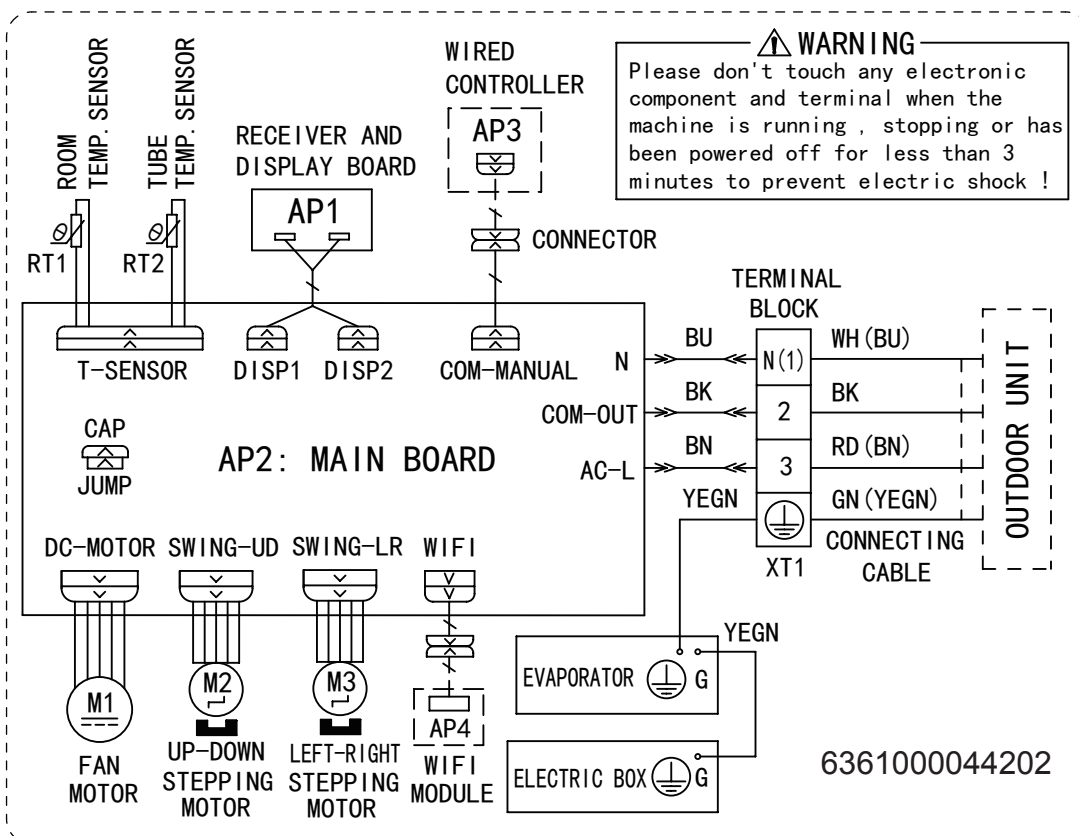 ROOM
TEMP. SENSOR
TUBE
TEMP. SENSOR
RT1
RT2
RECEIVER AND
DISPLAY BOARD
AP1
WIRED
CONTROLLER
AP3
CONNECTOR
WARNING
Please don't touch any electronic
component and terminal when the
machine is running , stopping or has
been powered off for less than 3
minutes to prevent electric shock !
T-SENSOR
DISP1
DISP2
COM-MANUAL
N
COM-OUT
AC-L
CAP
JUMP
AP2: MAIN BOARD
TERMINAL
BLOCK
BU
BK
BN
YEGN
N(1)
2
3
XT1
WH(BU)
BK
RD(BN)
GN(YEGN)
CONNECTING
CABLE
OUTDOOR UNIT
DC-MOTOR
SWING-UD
SWING-LR
WIFI
M1
M2
M3
AP4
FAN
MOTOR
UP-DOWN
STEPPING
MOTOR
LEFT-RIGHT
STEPPING
MOTOR
WIFI
MODULE
YEGN
EVAPORATOR
G
ELECTRIC BOX
G
6361000044202